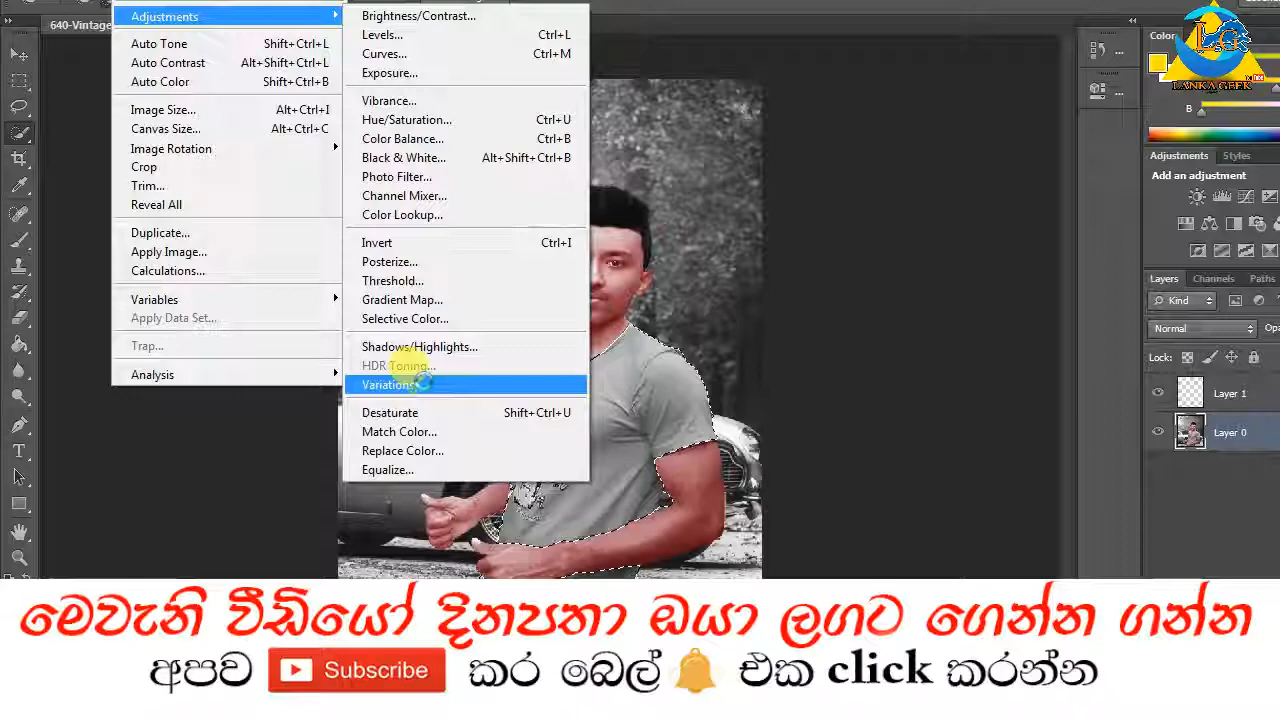 640-Vintage
Adjustments
Auto Tone Shift+Ctrl+L
Auto Contrast Alt+Shift+Ctrl+L
Auto Color Shift+Ctrl+B
Image Size... Alt+Ctrl+I
Canvas Size... Alt+Ctrl+C
Image Rotation
Crop
Trim...
Reveal All
Duplicate...
Apply Image...
Calculations...
Variables
Apply Data Set...
Trap...
Analysis
Brightness/Contrast...
Levels... Ctrl+L
Curves... Ctrl+M
Exposure...
Vibrance...
Hue/Saturation... Ctrl+U
Color Balance... Ctrl+B
Black & White... Alt+Shift+Ctrl+B
Photo Filter...
Channel Mixer...
Color Lookup...
Invert Ctrl+I
Posterize...
Threshold...
Gradient Map...
Selective Color...
Shadows/Highlights...
HDR Toning...
Variations...
Desaturate Shift+Ctrl+U
Match Color...
Replace Color...
Equalize...
Color
LG
LANKA GEEK
B
Adjustments Styles
Add an adjustment
Layers Channels Paths
Kind
Normal
Lock:
Layer 1
Layer 0
මෙවැනි වීඩියෝ දිනපතා ඔයා ලගට ගෙන්න ගන්න
අපව Subscribe කර බෙල් එක click කරන්න